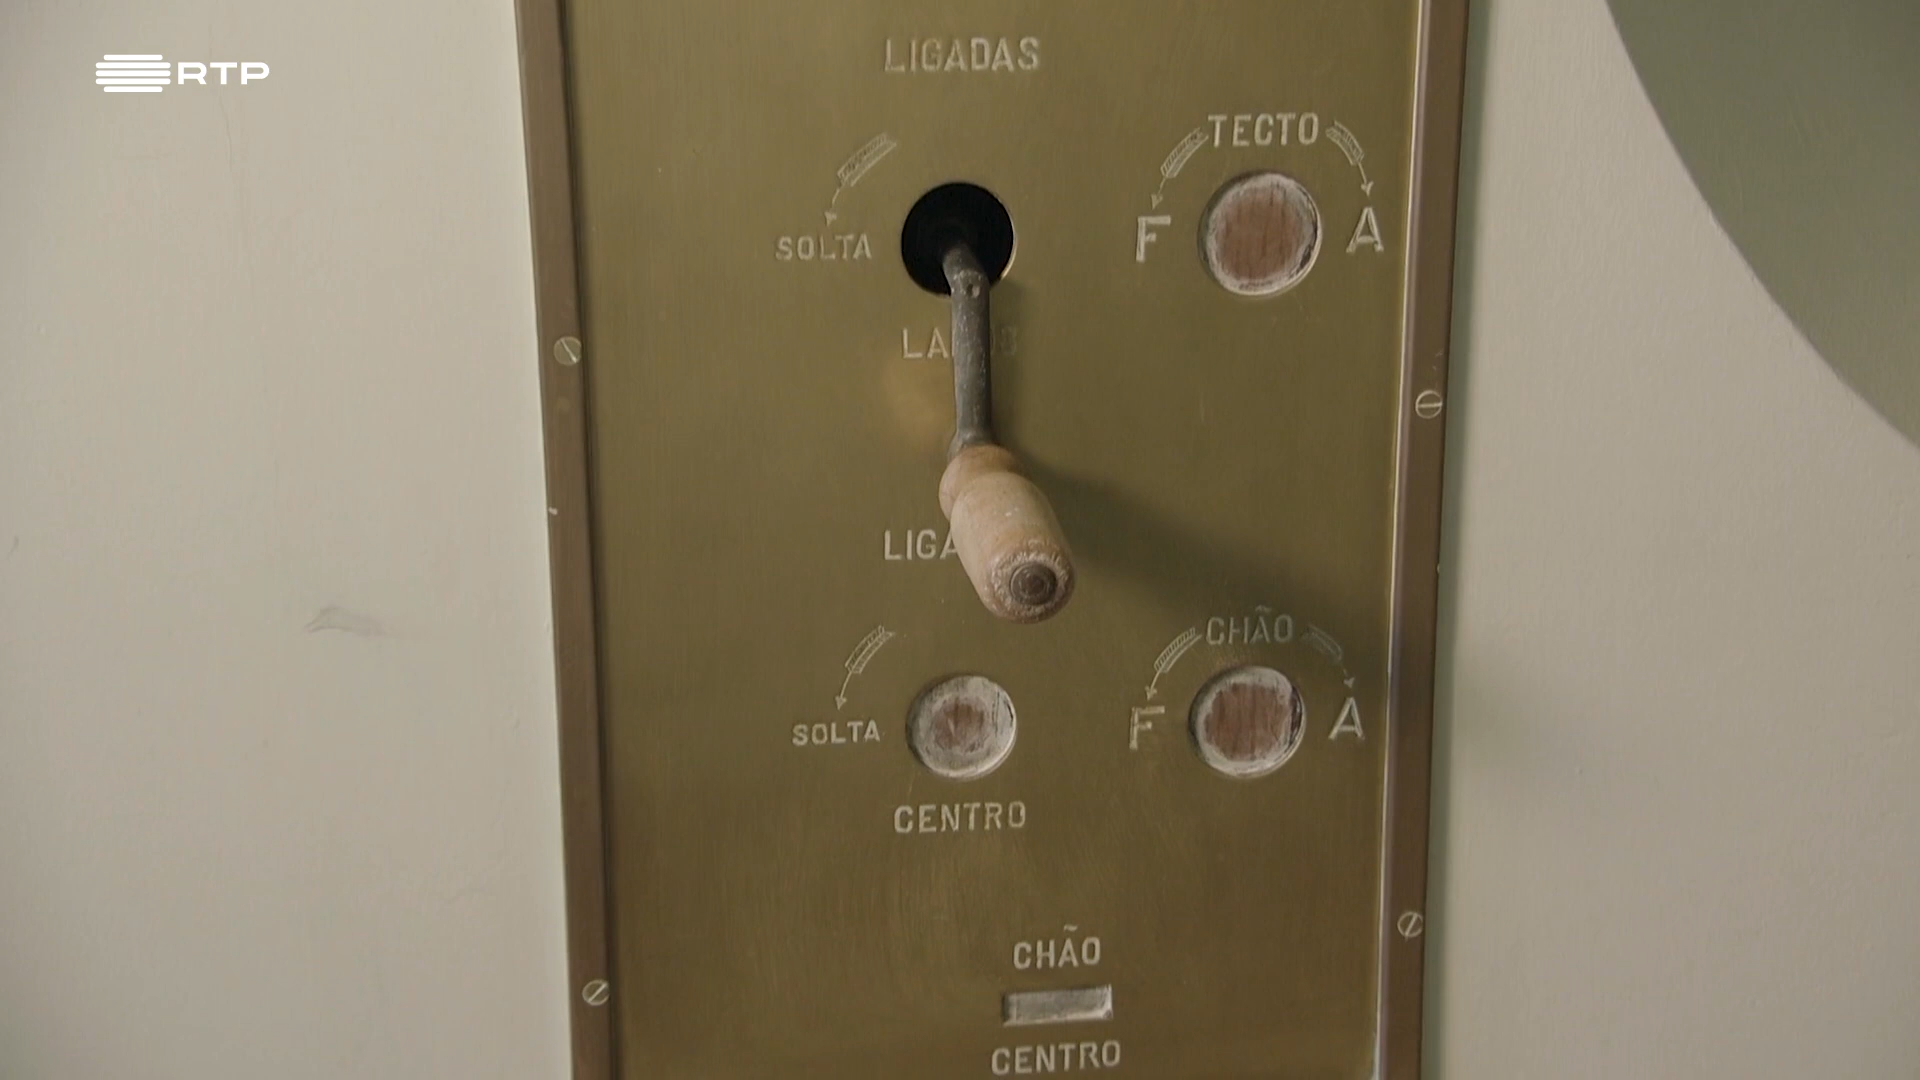 RTP
LIGADAS
TECTO
F A
SOLTA
LIGA
CHÃO
SOLTA
F A
CENTRO
CHÃO
CENTRO